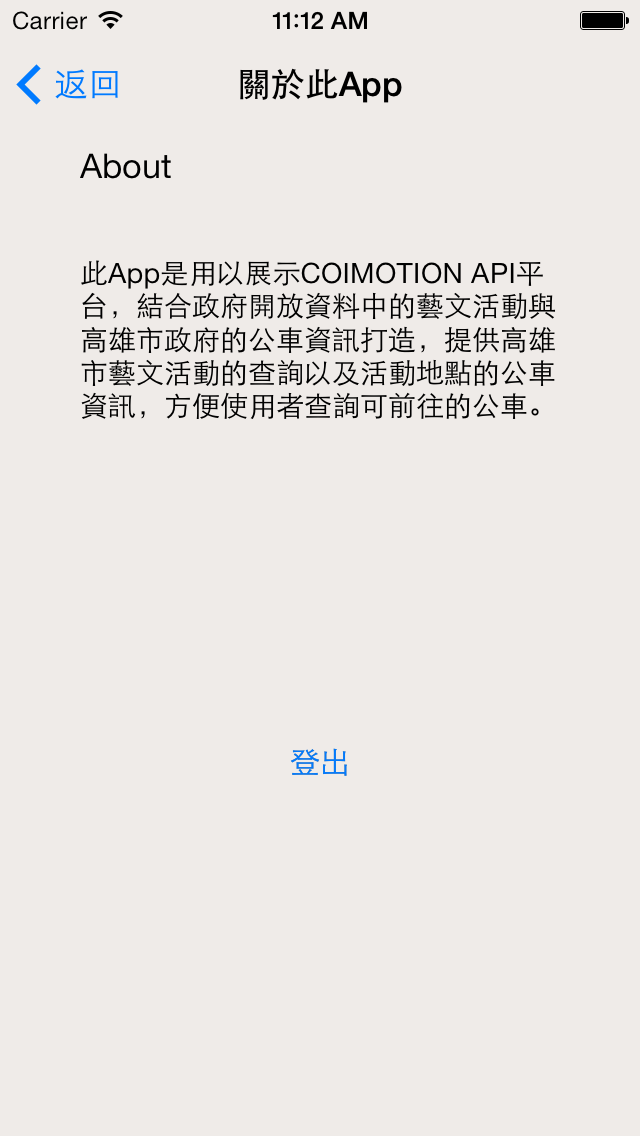 Carrier 11:12 AM
返回 關於此App
About
此App是用以展示COIMOTION API平
台，結合政府開放資料中的藝文活動與
高雄市政府的公車資訊打造，提供高雄
市藝文活動的查詢以及活動地點的公車
資訊，方便使用者查詢可前往的公車。
登出